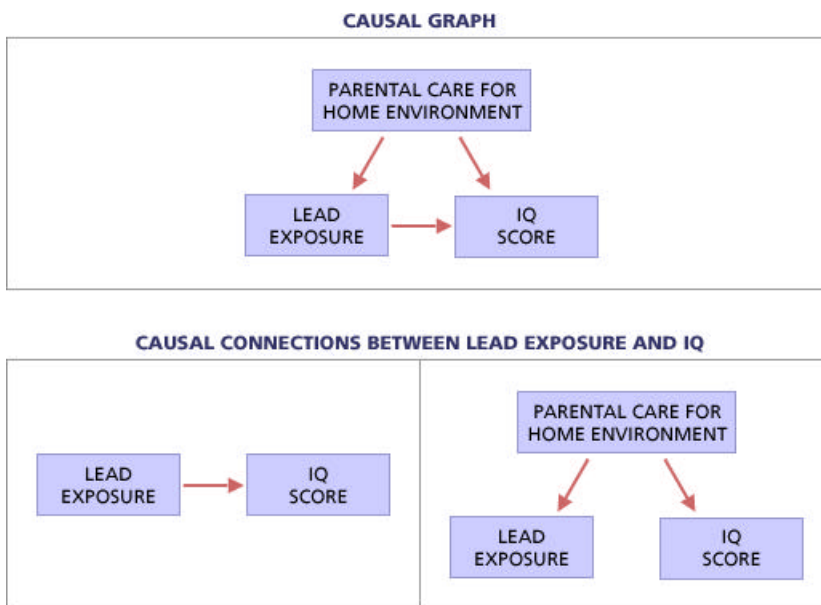 CAUSAL GRAPH
PARENTAL CARE FOR
HOME ENVIRONMENT
LEAD
EXPOSURE
IQ
SCORE
CAUSAL CONNECTIONS BETWEEN LEAD EXPOSURE AND IQ
LEAD
EXPOSURE
IQ
SCORE
PARENTAL CARE FOR
HOME ENVIRONMENT
LEAD
EXPOSURE
IQ
SCORE